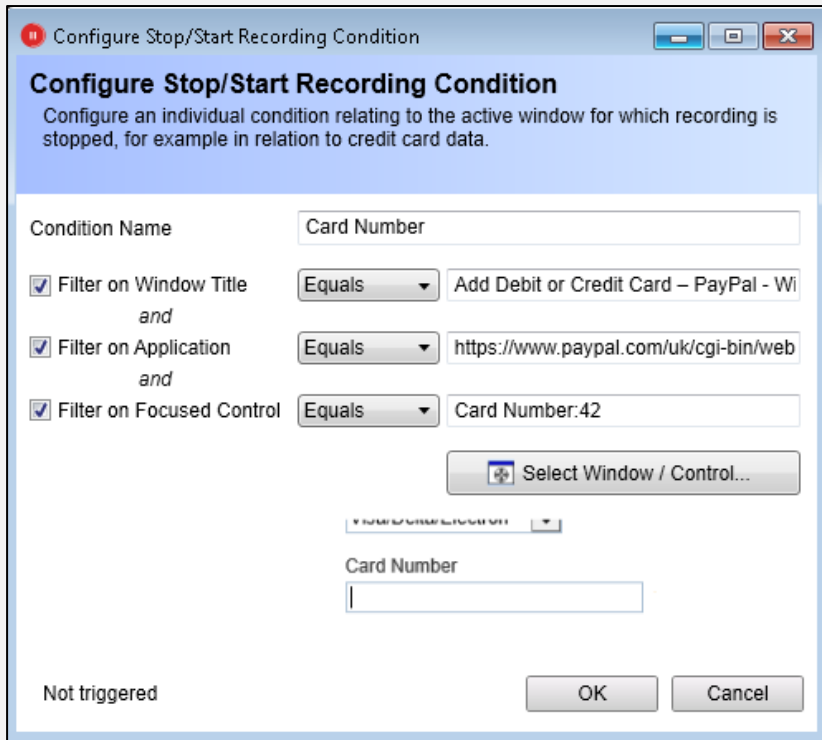 Configure Stop/Start Recording Condition
Configure Stop/Start Recording Condition
Configure an individual condition relating to the active window for which recording is
stopped, for example in relation to credit card data.
Condition Name Card Number
Filter on Window Title Equals Add Debit or Credit Card – PayPal - Wi
and
Filter on Application Equals https://www.paypal.com/uk/cgi-bin/web
and
Filter on Focused Control Equals Card Number:42
Select Window / Control...
Visa/Delta/Electron
Card Number
Not triggered OK Cancel